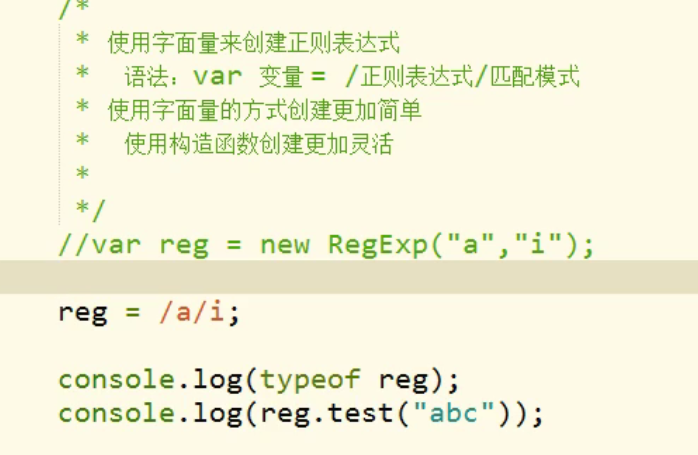 /*
* 使用字面量来创建正则表达式
* 语法：var 变量 = /正则表达式/匹配模式
* 使用字面量的方式创建更加简单
* 使用构造函数创建更加灵活
*
*/
//var reg = new RegExp("a","i");
reg = /a/i;
console.log(typeof reg);
console.log(reg.test("abc"));